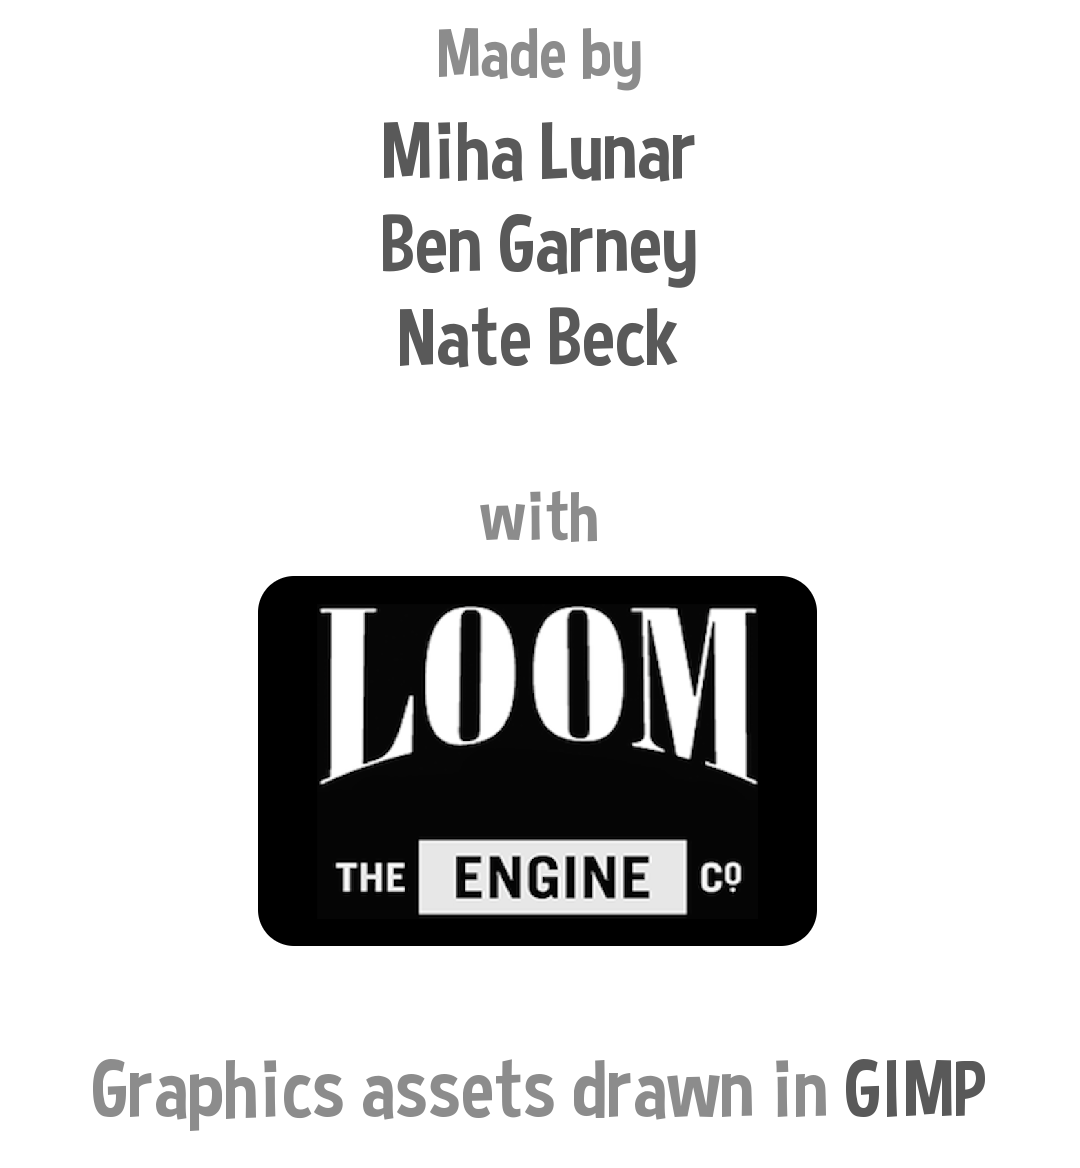 Made by
Miha Lunar
Ben Garney
Nate Beck
with
LOOM
THE ENGINE Cº
Graphics assets drawn in GIMP